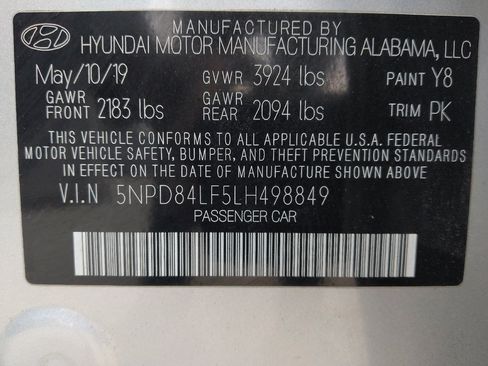 MANUFACTURED BY
HYUNDAI MOTOR MANUFACTURING ALABAMA, LLC
May/10/19 GVWR 3924 lbs PAINT Y8
GAWR FRONT 2183 lbs GAWR REAR 2094 lbs TRIM PK
THIS VEHICLE CONFORMS TO ALL APPLICABLE U.S.A. FEDERAL
MOTOR VEHICLE SAFETY, BUMPER, AND THEFT PREVENTION STANDARDS
IN EFFECT ON THE DATE OF MANUFACTURE SHOWN ABOVE
V.I.N 5NPD84LF5LH498849
PASSENGER CAR